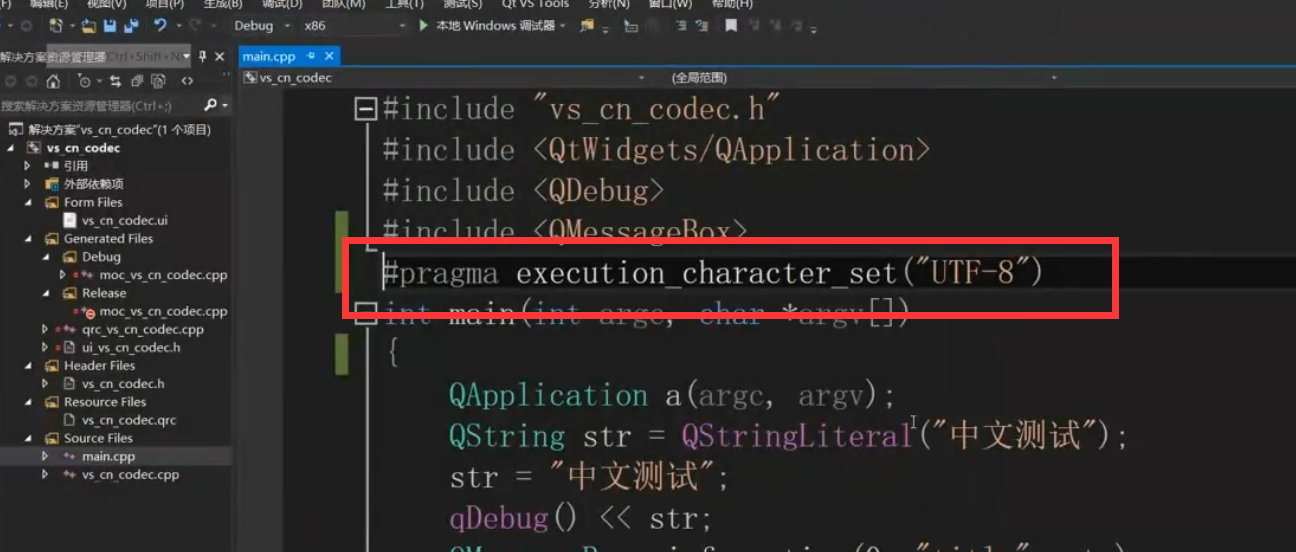 编辑(E) 视图(V) 项目(P) 生成(B) 调试(D) 团队(M) 工具(T) 测试(S) Qt VS Tools 分析(N) 窗口(W) 帮助(H)
Debug x86 本地 Windows 调试器
解决方案资源管理器 Ctrl+Shift+N
main.cpp
vs_cn_codec (全局范围)
搜索解决方案资源管理器(Ctrl+;)
解决方案"vs_cn_codec"(1 个项目)
vs_cn_codec
引用
外部依赖项
Form Files
vs_cn_codec.ui
Generated Files
Debug
moc_vs_cn_codec.cpp
Release
moc_vs_cn_codec.cpp
qrc_vs_cn_codec.cpp
ui_vs_cn_codec.h
Header Files
vs_cn_codec.h
Resource Files
vs_cn_codec.qrc
Source Files
main.cpp
vs_cn_codec.cpp
#include "vs_cn_codec.h"
#include <QtWidgets/QApplication>
#include <QDebug>
#include <QMessageBox>
#pragma execution_character_set("UTF-8")
int main(int argc, char *argv[])
{
QApplication a(argc, argv);
QString str = QStringLiteral("中文测试");
str = "中文测试";
qDebug() << str;